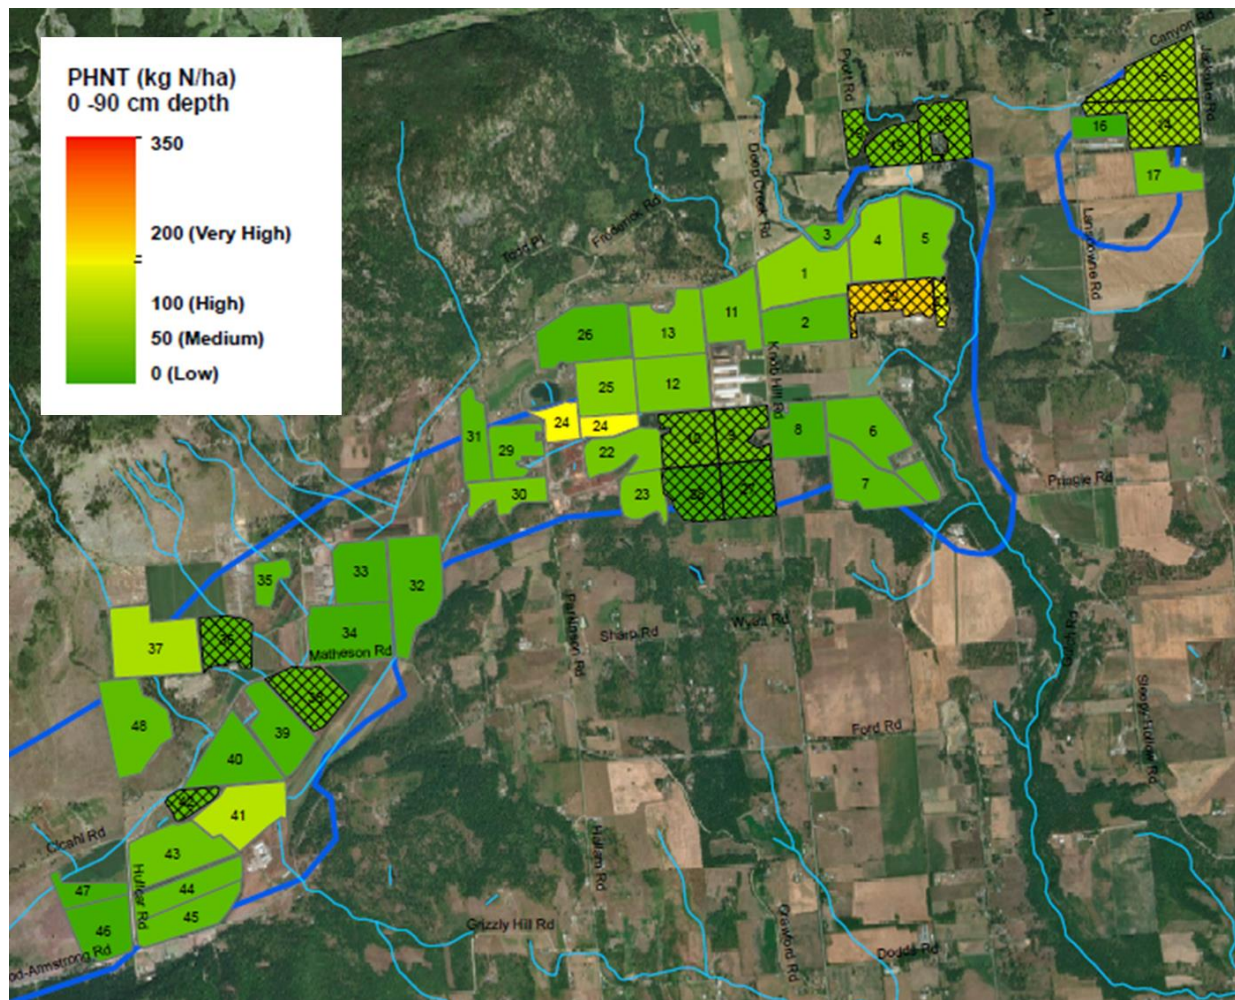 PHNT (kg N/ha)
0 -90 cm depth
350
200 (Very High)
100 (High)
50 (Medium)
0 (Low)
Canyon Rd
Pyott Rd
Deep Creek Rd
Frederick Rd
Todd Pl
Lansdowne Rd
Knob Hill Rd
Pringle Rd
Parkinson Rd
Sharp Rd
Wyatt Rd
Matheson Rd
Ford Rd
Sleepy Hollow Rd
Hallam Rd
Hullcar Rd
Grizzly Hill Rd
Crawford Rd
Dodds Rd
16
17
3
4
5
1
2
11
26
13
25
12
24
24
31
29
22
30
23
8
6
7
35
33
32
34
37
48
39
40
41
43
44
47
45
46